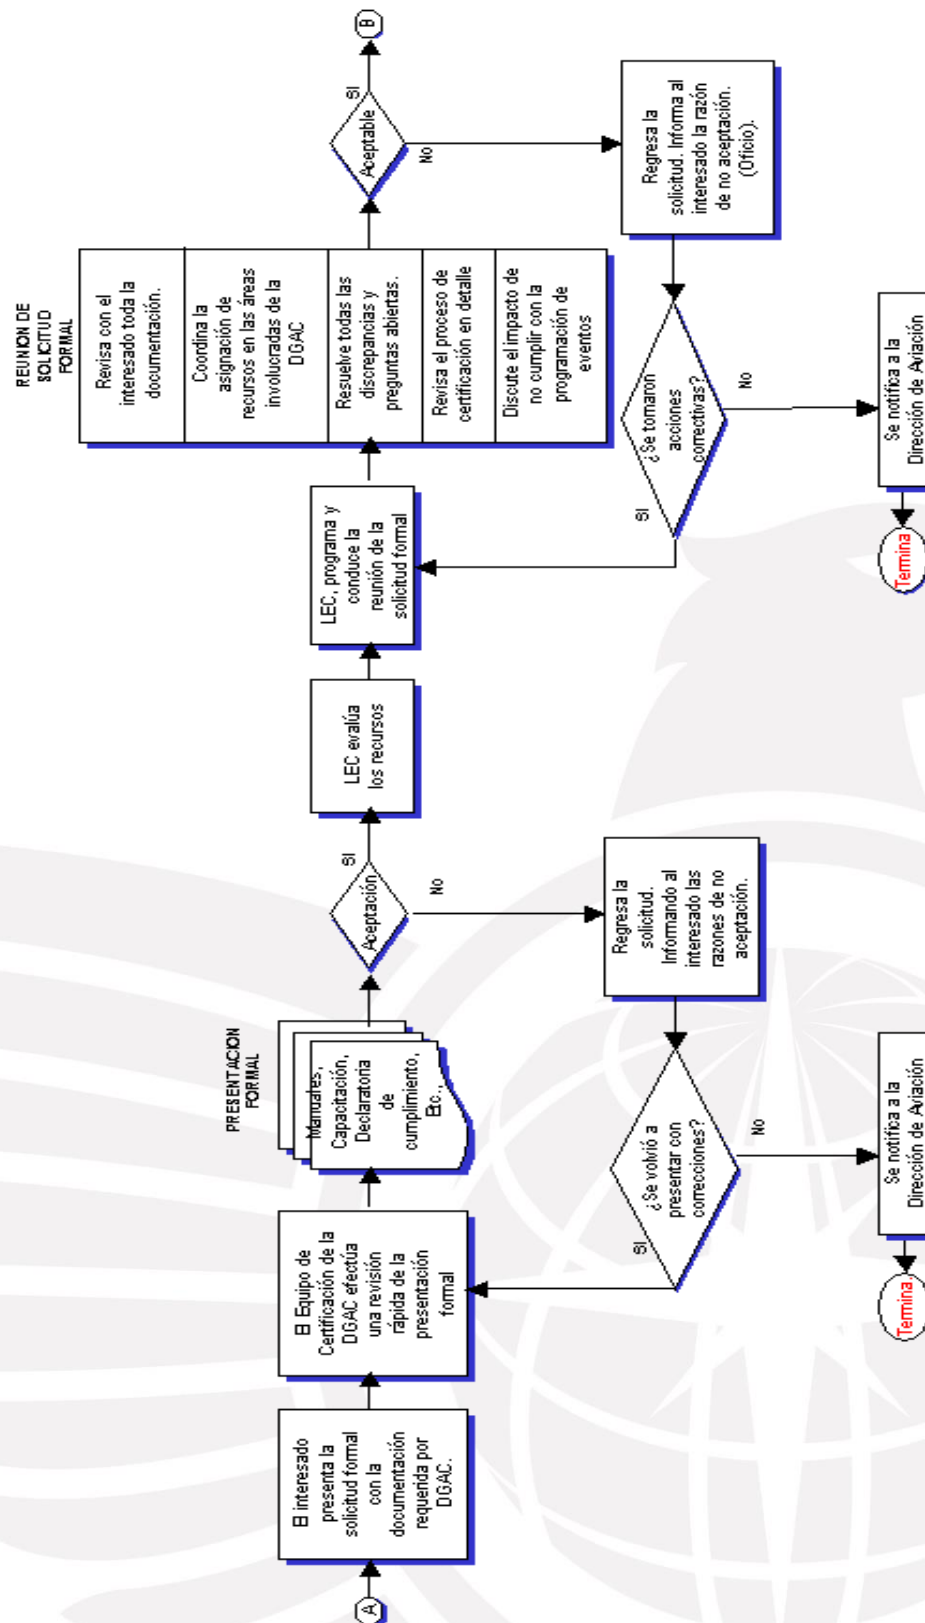 A
El interesado
presenta la
solicitud formal
con la
documentación
requerida por
DGAC.
El Equipo de
Certificación de la
DGAC efectúa
una revisión
rápida de la
presentación
formal
PRESENTACION
FORMAL
Manuales,
Capacitación,
Declaratoria
de
cumplimiento,
Etc.,
Aceptación
SI
No
Regresa la
solicitud.
Informando al
interesado las
razones de no
aceptación.
¿Se volvió a
presentar con
correcciones?
SI
No
Se notifica a la
Dirección de Aviación
Termina.
LEC evalúa
los recursos
LEC, programa y
conduce la
reunión de la
solicitud formal
REUNION DE
SOLICITUD
FORMAL
Revisa con el
interesado toda la
documentación.
Coordina la
asignación de
recursos en las áreas
involucradas de la
DGAC
Resuelve todas las
discrepancias y
preguntas abiertas.
Revisa el proceso de
certificación en detalle
Discute el impacto de
no cumplir con la
programación de
eventos
Aceptable
SI
B
No
Regresa la
solicitud. Informa al
interesado la razón
de no aceptación.
(Oficio).
¿Se tomaron
acciones
correctivas?
SI
No
Se notifica a la
Dirección de Aviación
Termina